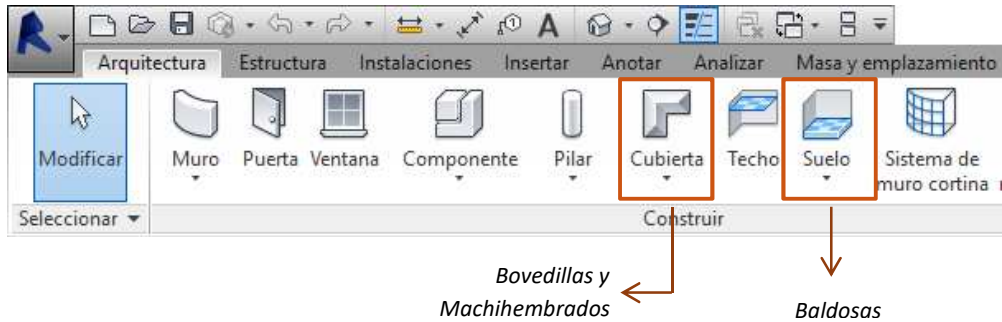 Arquitectura Estructura Instalaciones Insertar Anotar Analizar Masa y emplazamiento
Modificar Muro Puerta Ventana Componente Pilar Cubierta Techo Suelo Sistema de
muro cortina
Seleccionar Construir
Bovedillas y
Machihembrados
Baldosas